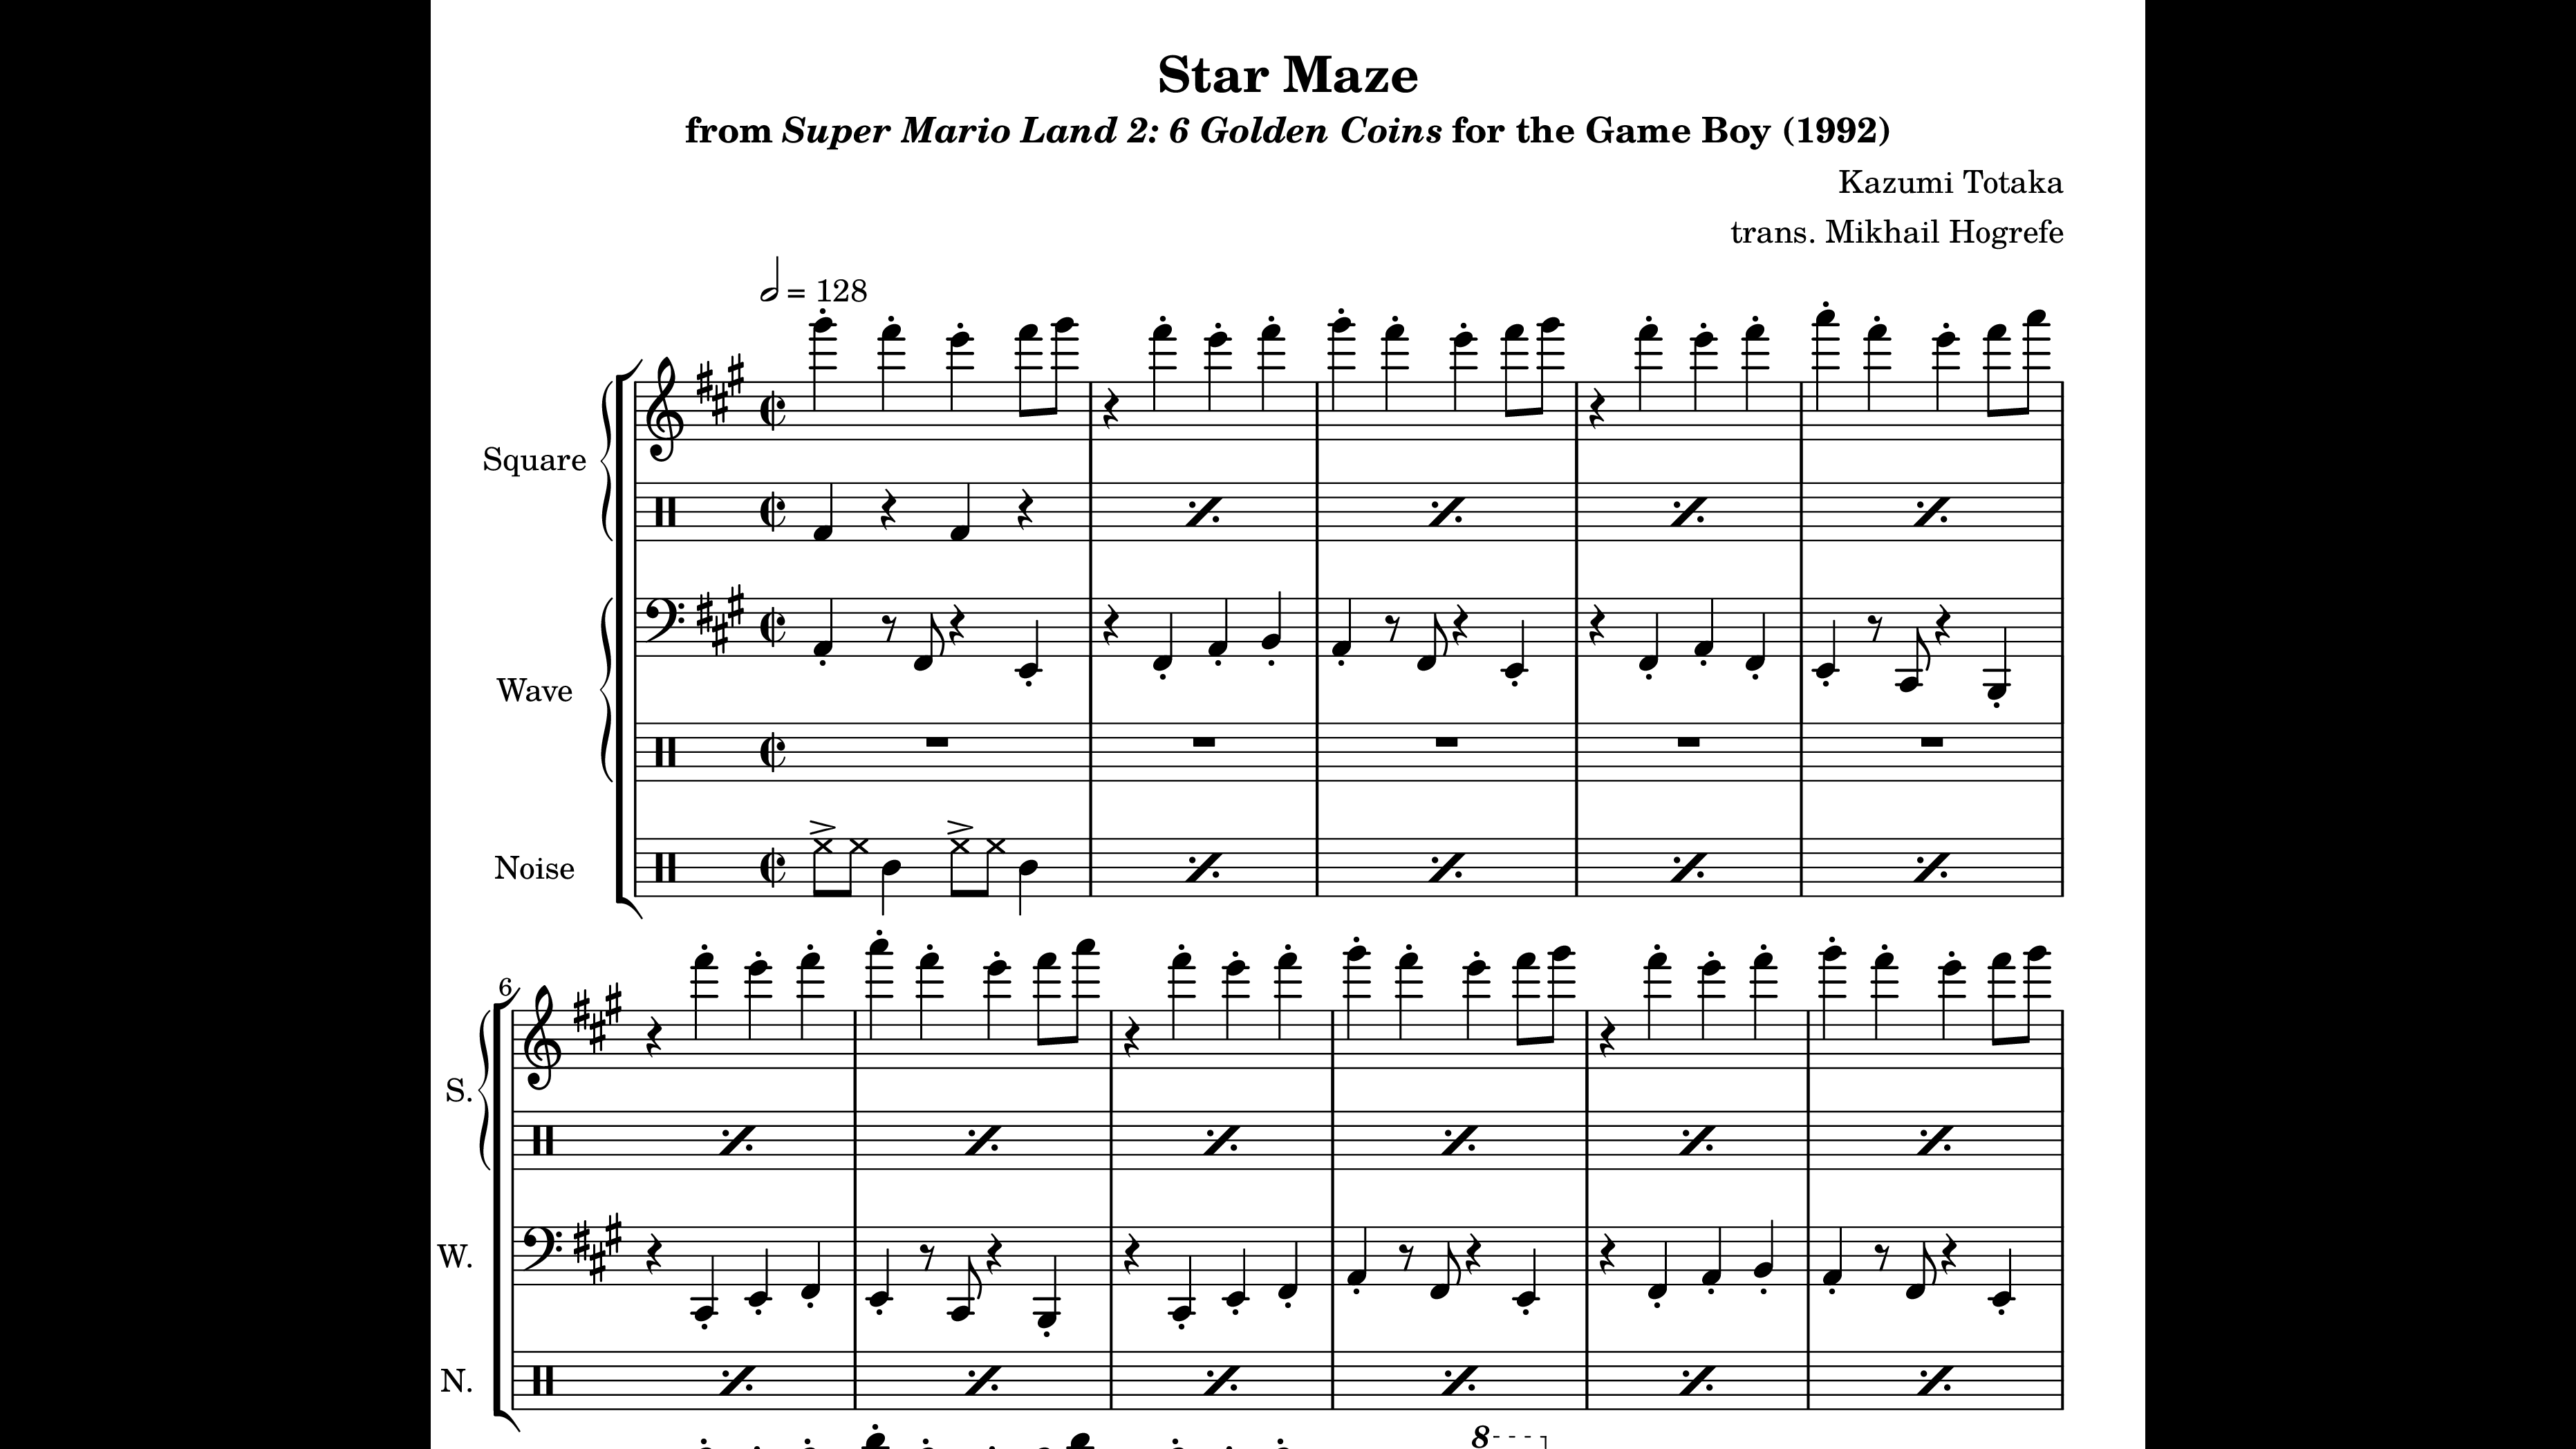 Star Maze
from Super Mario Land 2: 6 Golden Coins for the Game Boy (1992)
Kazumi Totaka
trans. Mikhail Hogrefe
= 128
Square
Wave
Noise
6
S.
W.
N.
8